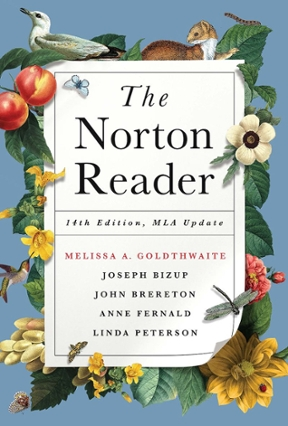 The
Norton
Reader
14th Edition, MLA Update
MELISSA A. GOLDTHWAITE
JOSEPH BIZUP
JOHN BRERETON
ANNE FERNALD
LINDA PETERSON